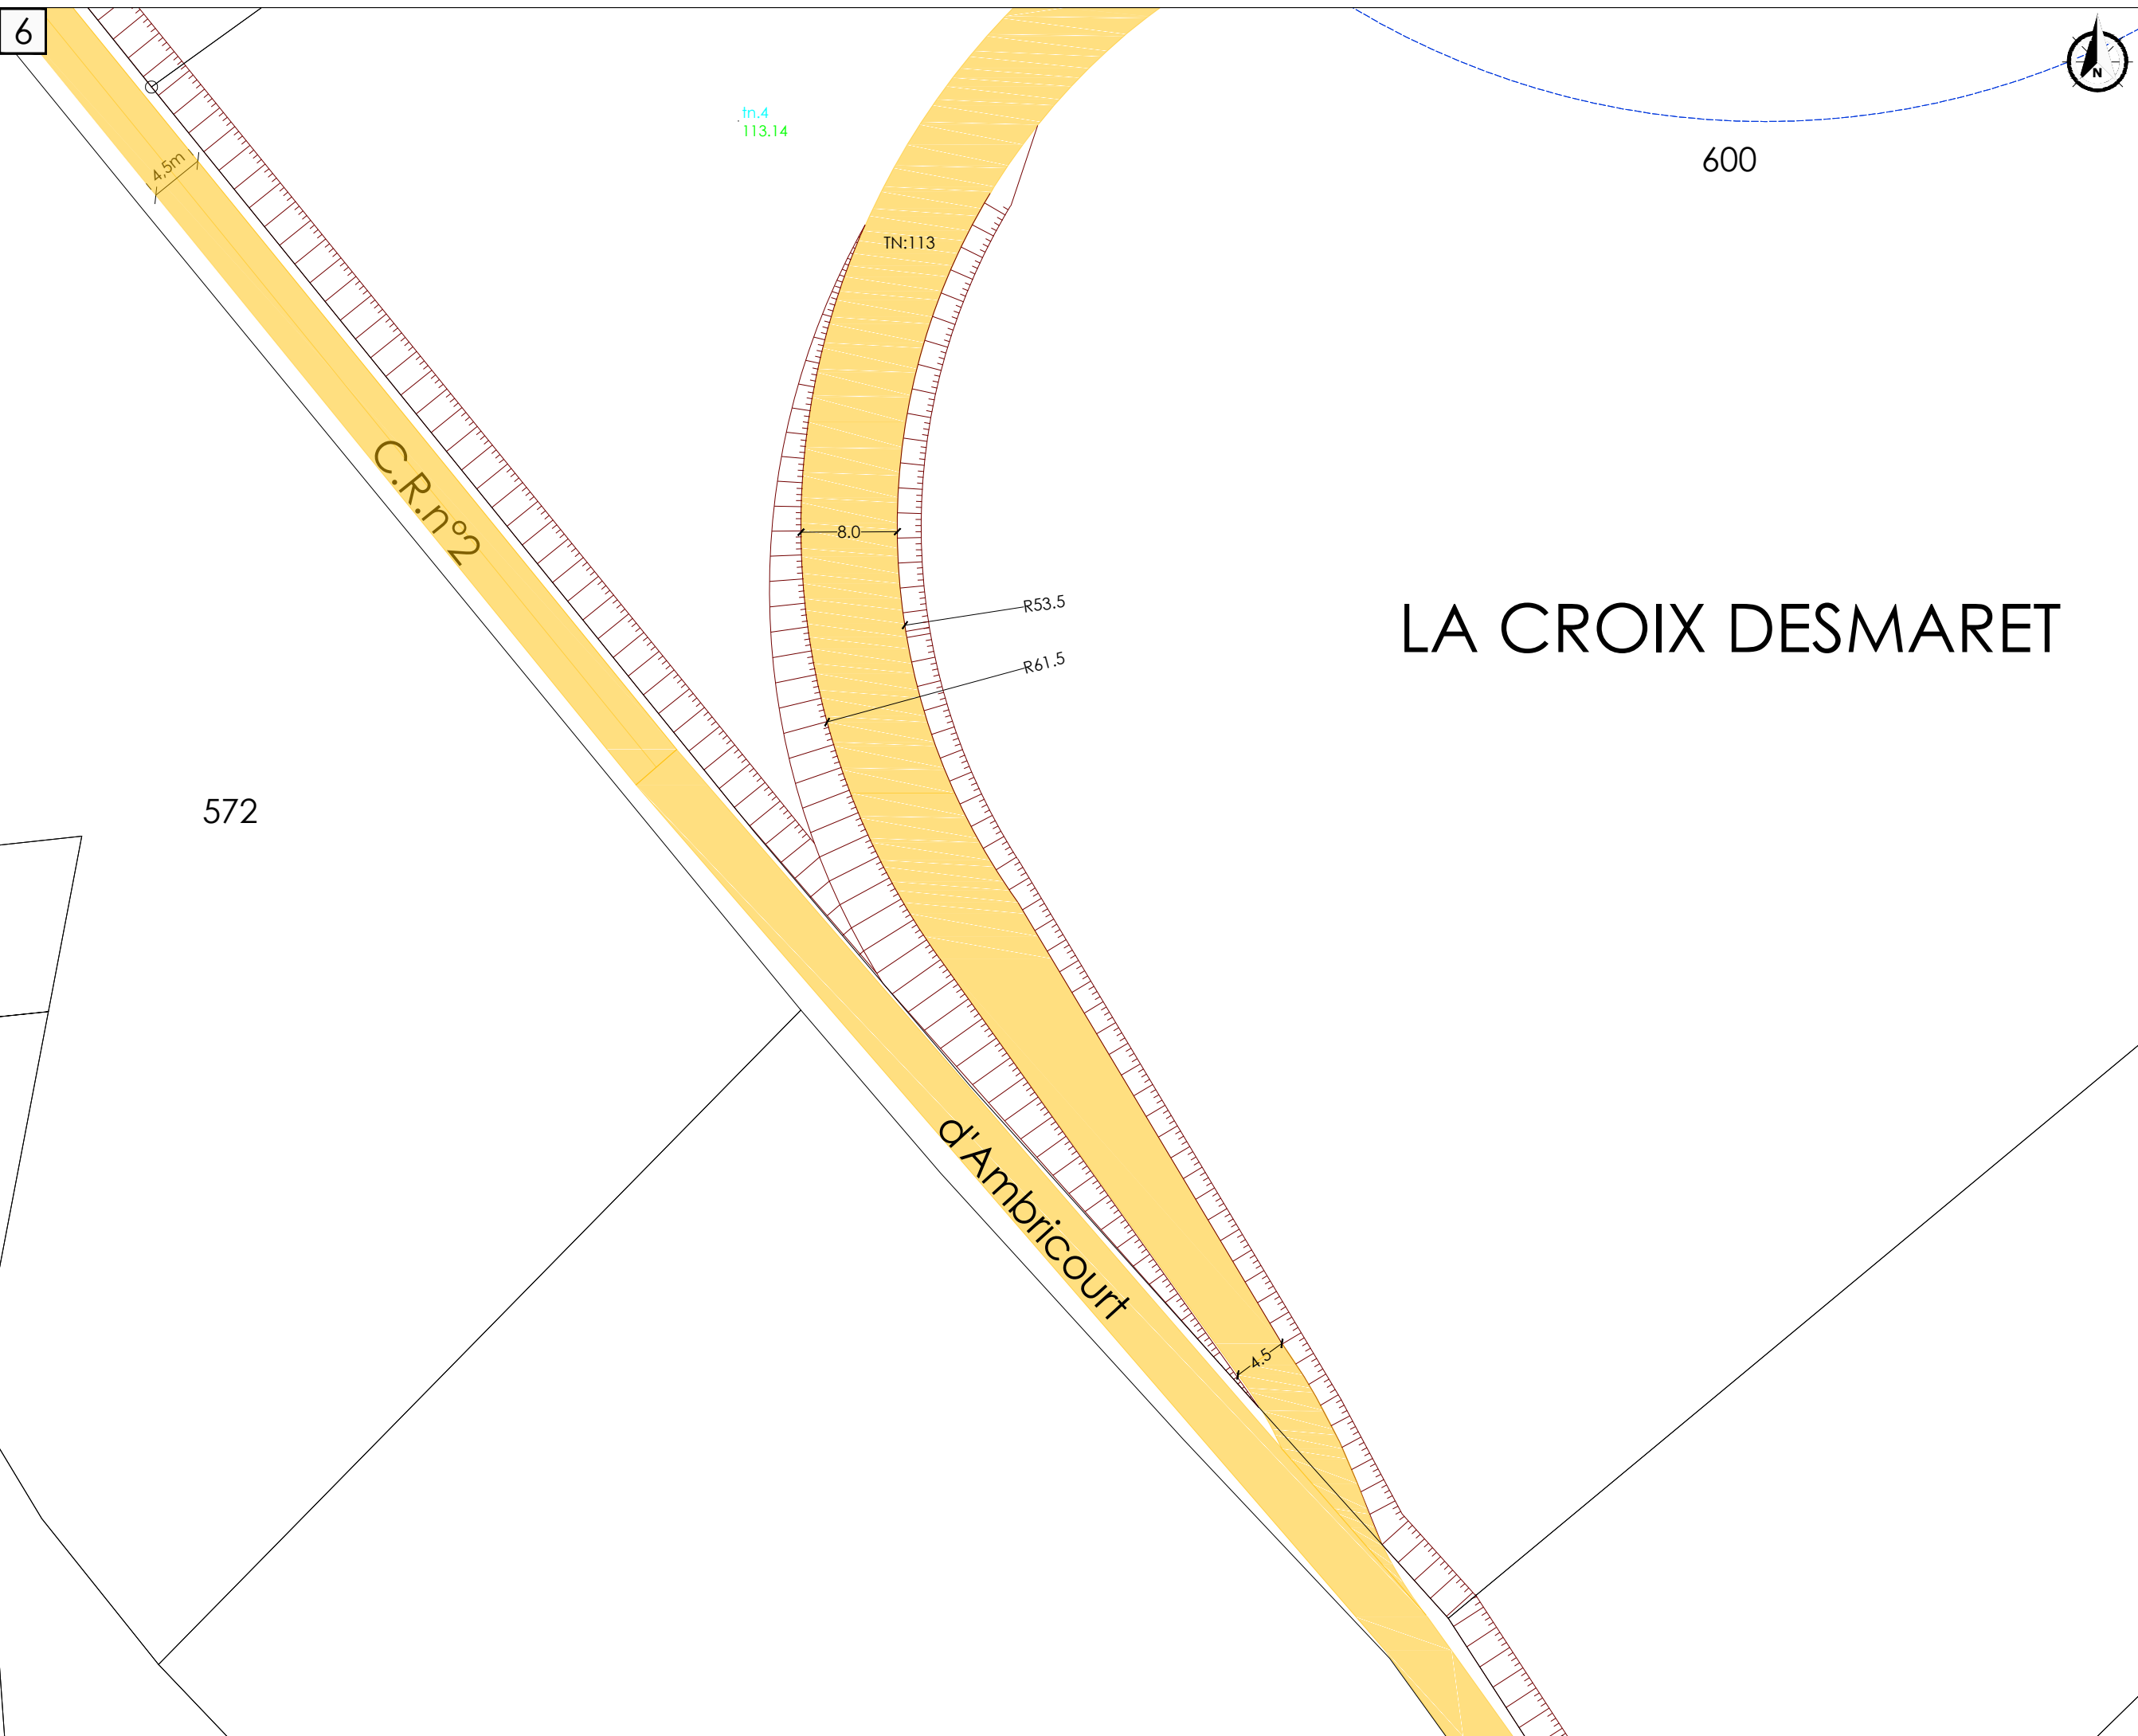 6
N
tn.4
113.14
600
4,5m
TN:113
C.R.n°2
8.0
R53.5
R61.5
LA CROIX DESMARET
572
d'Ambricourt
4.5